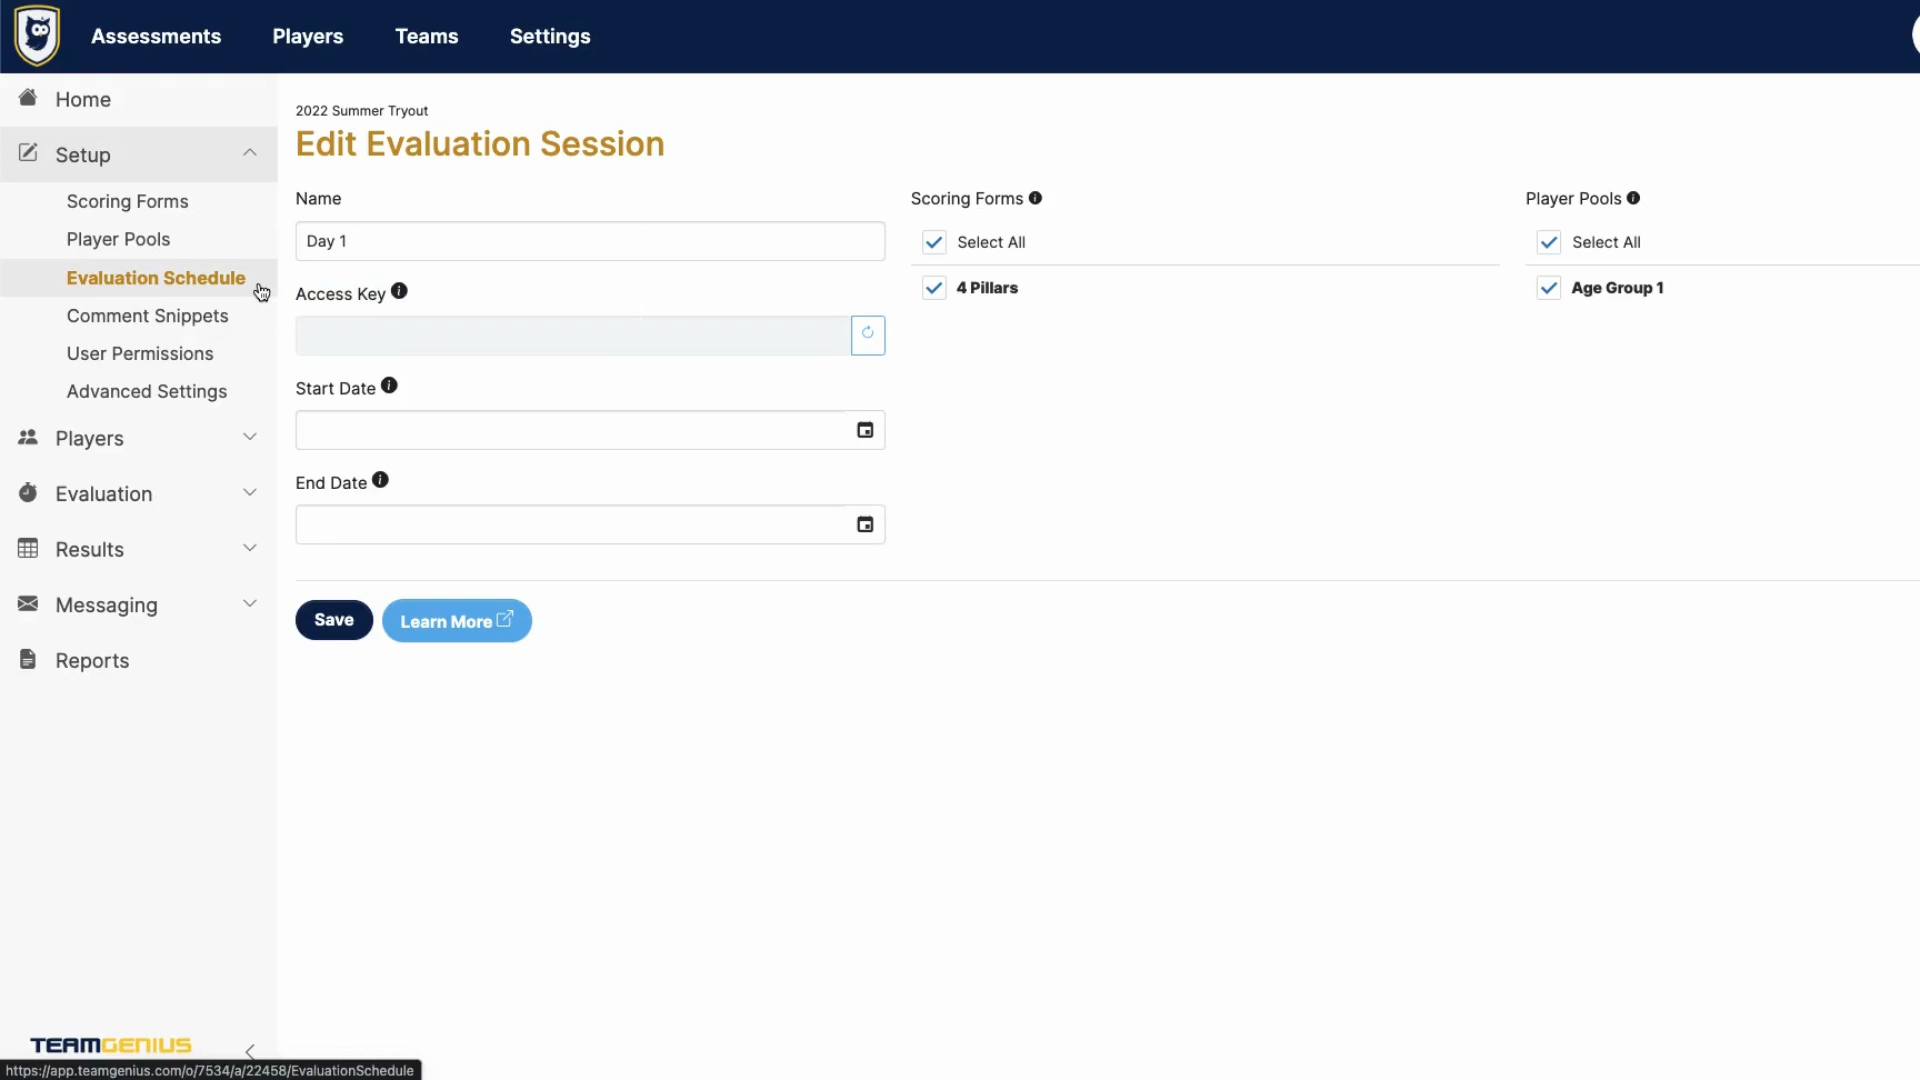 Assessments Players Teams Settings
Home
Setup
Scoring Forms
Player Pools
Evaluation Schedule
Comment Snippets
User Permissions
Advanced Settings
Players
Evaluation
Results
Messaging
Reports
TEAMGENIUS
2022 Summer Tryout
Edit Evaluation Session
Name
Day 1
Access Key
Start Date
End Date
Save Learn More
Scoring Forms
Select All
4 Pillars
Player Pools
Select All
Age Group 1
https://app.teamgenius.com/o/7534/a/22458/EvaluationSchedule